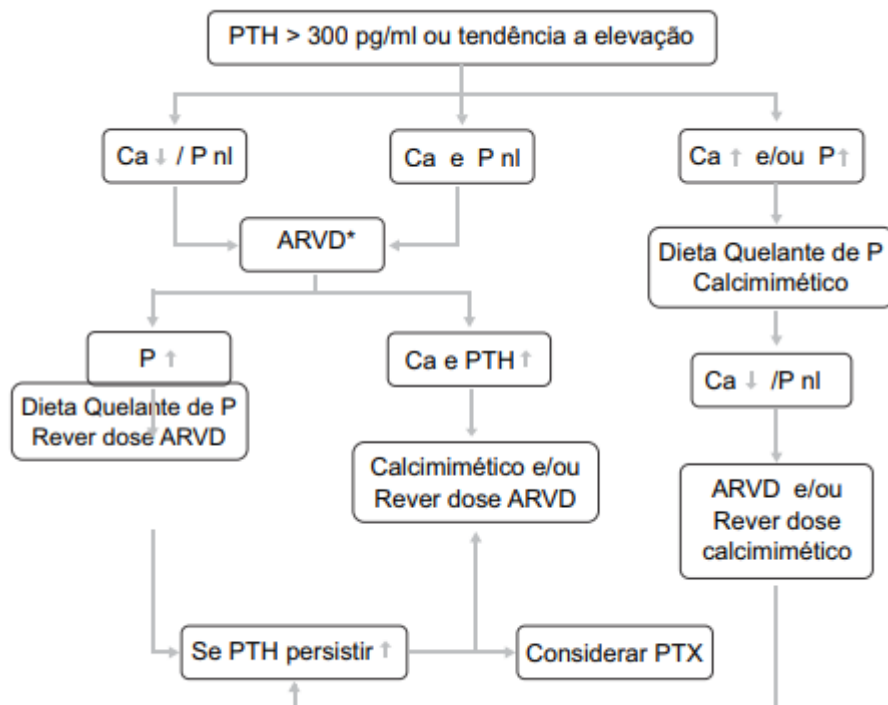 PTH > 300 pg/ml ou tendência a elevação
Ca ↓ / P nl
Ca e P nl
Ca ↑ e/ou P ↑
ARVD*
Dieta Quelante de P
Calcimimético
P ↑
Ca e PTH ↑
Ca ↓ /P nl
Dieta Quelante de P
Rever dose ARVD
Calcimimético e/ou
Rever dose ARVD
ARVD e/ou
Rever dose
calcimimético
Se PTH persistir ↑
Considerar PTX